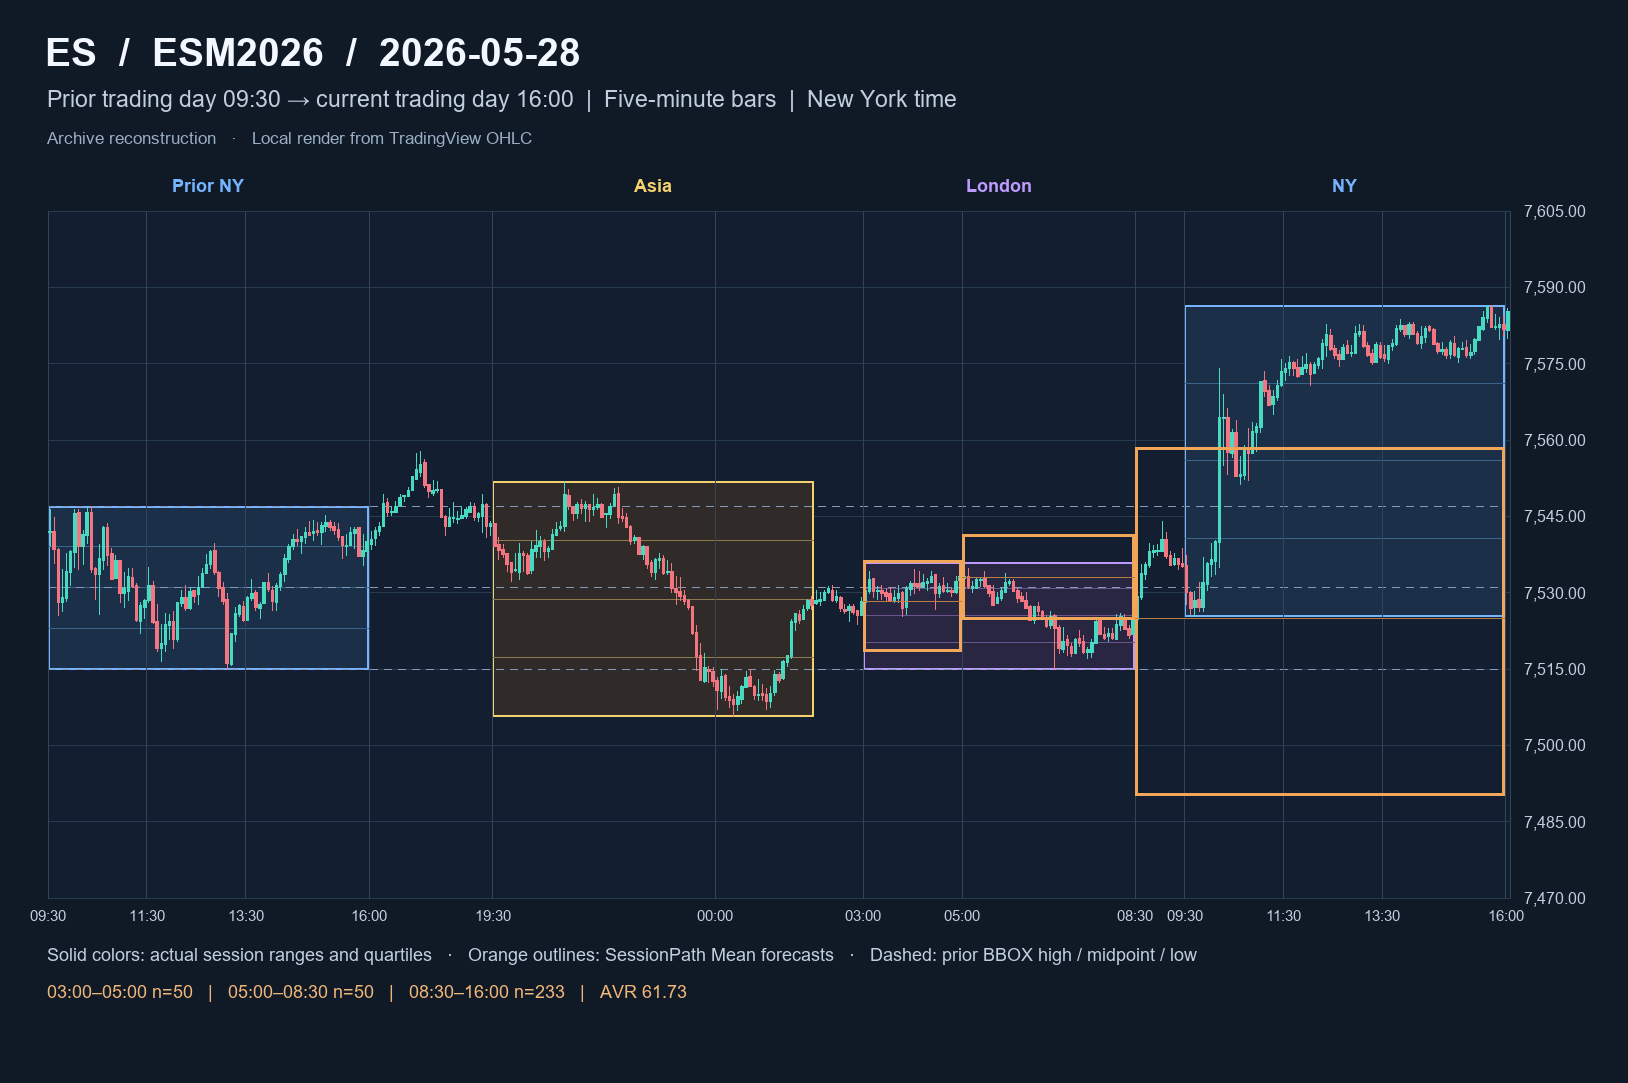 ES / ESM2026 / 2026-05-28
Prior trading day 09:30 → current trading day 16:00 | Five-minute bars | New York time
Archive reconstruction · Local render from TradingView OHLC
Prior NY Asia London NY
7,605.00
7,590.00
7,575.00
7,560.00
7,545.00
7,530.00
7,515.00
7,500.00
7,485.00
7,470.00
09:30 11:30 13:30 16:00 19:30 00:00 03:00 05:00 08:30 09:30 11:30 13:30 16:00
Solid colors: actual session ranges and quartiles · Orange outlines: SessionPath Mean forecasts · Dashed: prior BBOX high / midpoint / low
03:00–05:00 n=50 | 05:00–08:30 n=50 | 08:30–16:00 n=233 | AVR 61.73